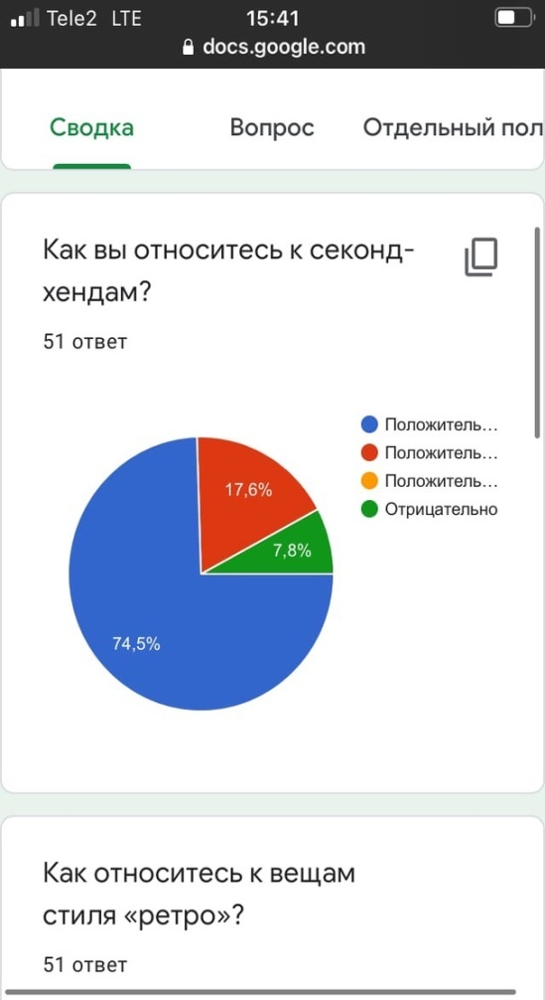 Tele2 LTE 15:41
docs.google.com
Сводка Вопрос Отдельный пол
Как вы относитесь к секонд-
хендам?
51 ответ
Положитель...
Положитель...
Положитель...
Отрицательно
17,6%
7,8%
74,5%
Как относитесь к вещам
стиля «ретро»?
51 ответ